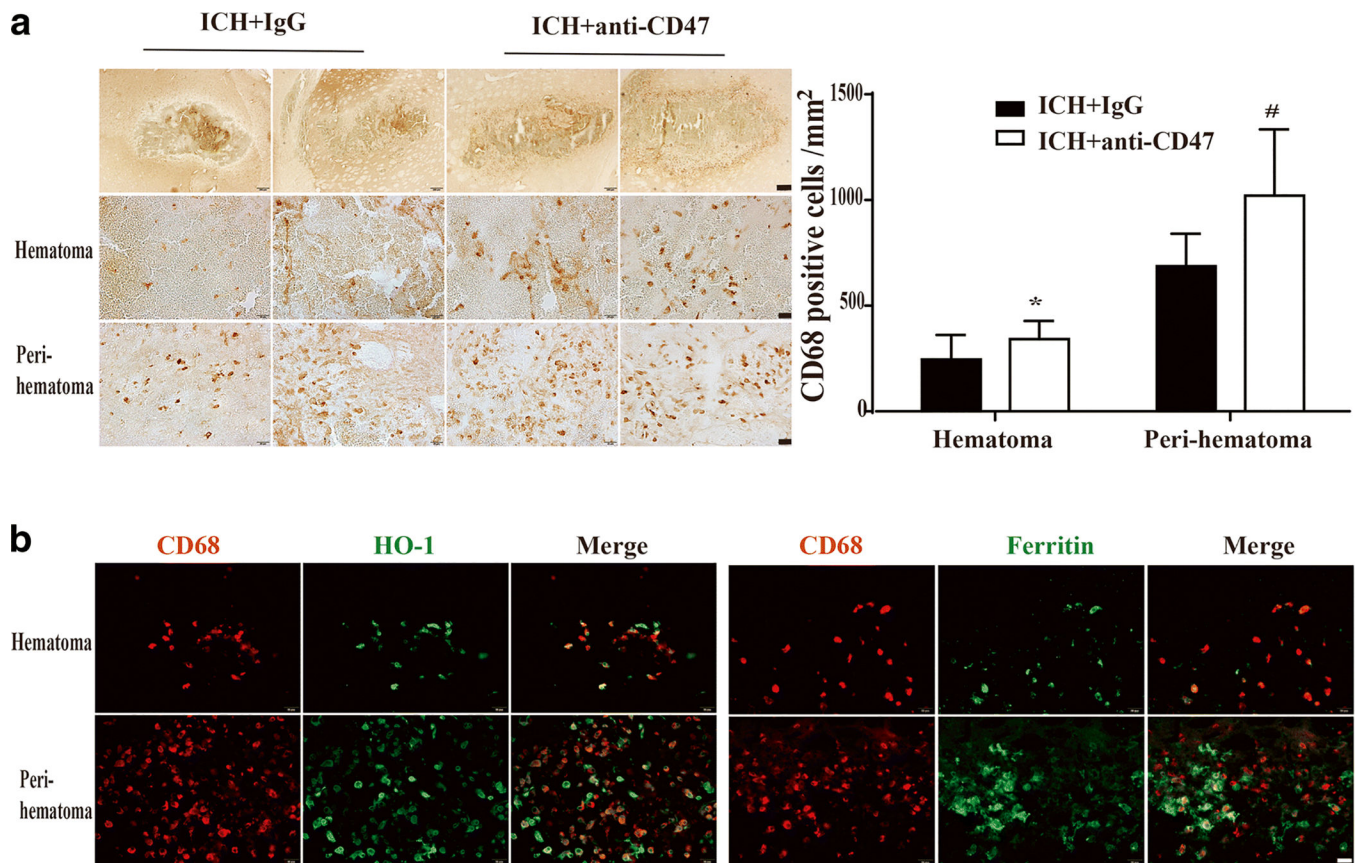 a
ICH+IgG
ICH+anti-CD47
Hematoma
Peri-
hematoma
CD68 positive cells /mm²
1500
1000
500
0
ICH+IgG
ICH+anti-CD47
*
#
Hematoma
Peri-hematoma
b
CD68
HO-1
Merge
CD68
Ferritin
Merge
Hematoma
Peri-
hematoma